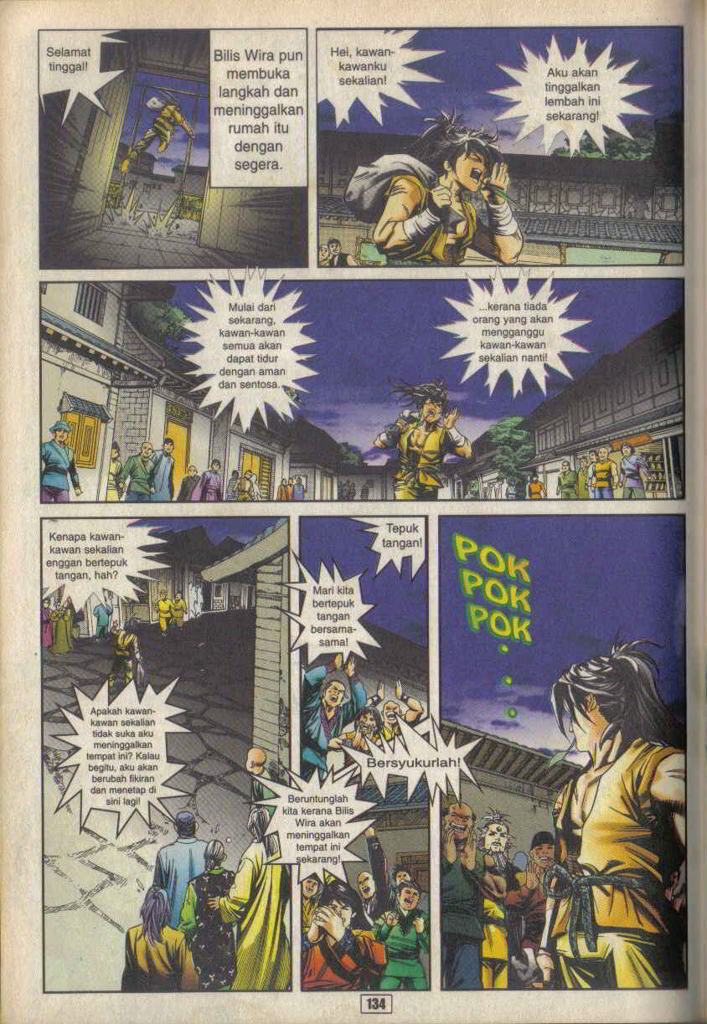 Selamat
tinggal!
Bilis Wira pun
membuka
langkah dan
meninggalkan
rumah itu
dengan
segera.
Hei, kawan-
kawanku
sekalian!
Aku akan
tinggalkan
lembah ini
sekarang!
Mulai dari
sekarang,
kawan-kawan
semua akan
dapat tidur
dengan aman
dan sentosa.
...kerana tiada
orang yang akan
mengganggu
kawan-kawan
sekalian nanti!
Kenapa kawan-
kawan sekalian
enggan bertepuk
tangan, hah?
Apakah kawan-
kawan sekalian
tidak suka aku
meninggalkan
tempat ini? Kalau
begitu, aku akan
berubah fikiran
dan menetap di
sini lagi!
Tepuk
tangan!
Mari kita
bertepuk
tangan
bersama-
sama!
Bersyukurlah!
Beruntunglah
kita kerana Bilis
Wira akan
meninggalkan
tempat ini
sekarang!
POK
POK
POK
. . .
134